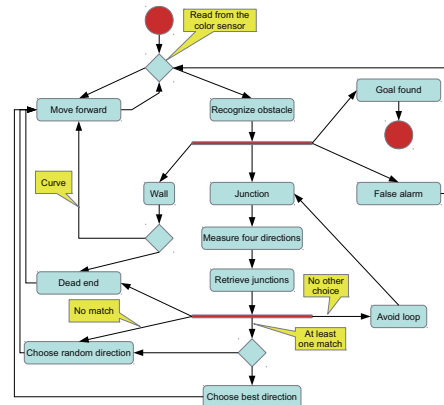 Read from the
color sensor
Move forward
Recognize obstacle
Goal found
Curve
Wall
Junction
False alarm
Measure four directions
Dead end
Retrieve junctions
No other
choice
No match
At least
one match
Avoid loop
Choose random direction
Choose best direction